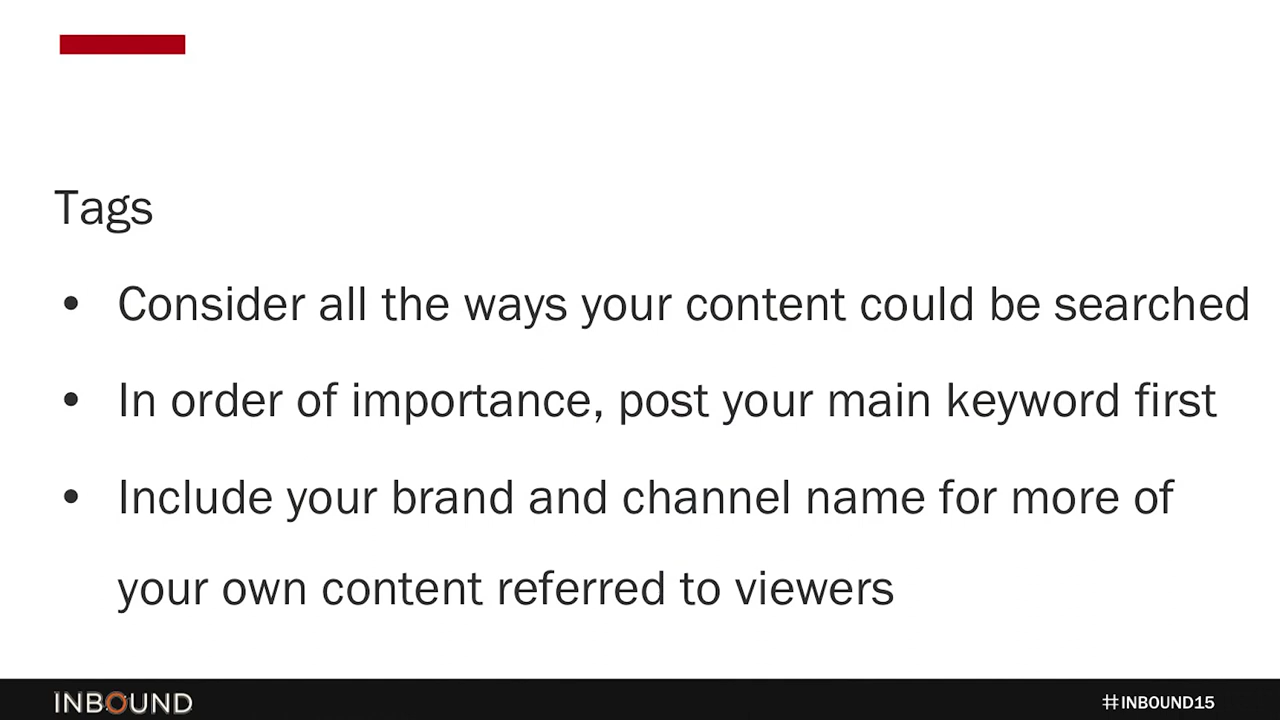 Tags
• Consider all the ways your content could be searched
• In order of importance, post your main keyword first
• Include your brand and channel name for more of
your own content referred to viewers
INBOUND
#INBOUND15